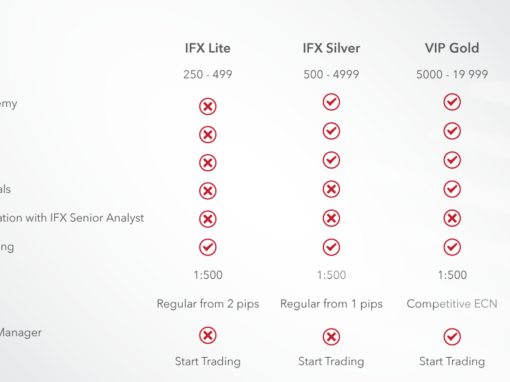 IFX Lite IFX Silver VIP Gold
250 - 499 500 - 4999 5000 - 19 999
emy
als
ation with IFX Senior Analyst
ng
1:500 1:500 1:500
Regular from 2 pips Regular from 1 pips Competitive ECN
Manager
Start Trading Start Trading Start Trading